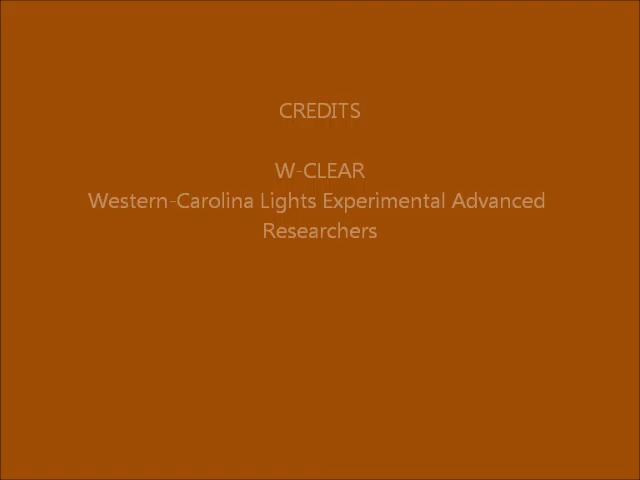 CREDITS
W-CLEAR
Western-Carolina Lights Experimental Advanced
Researchers